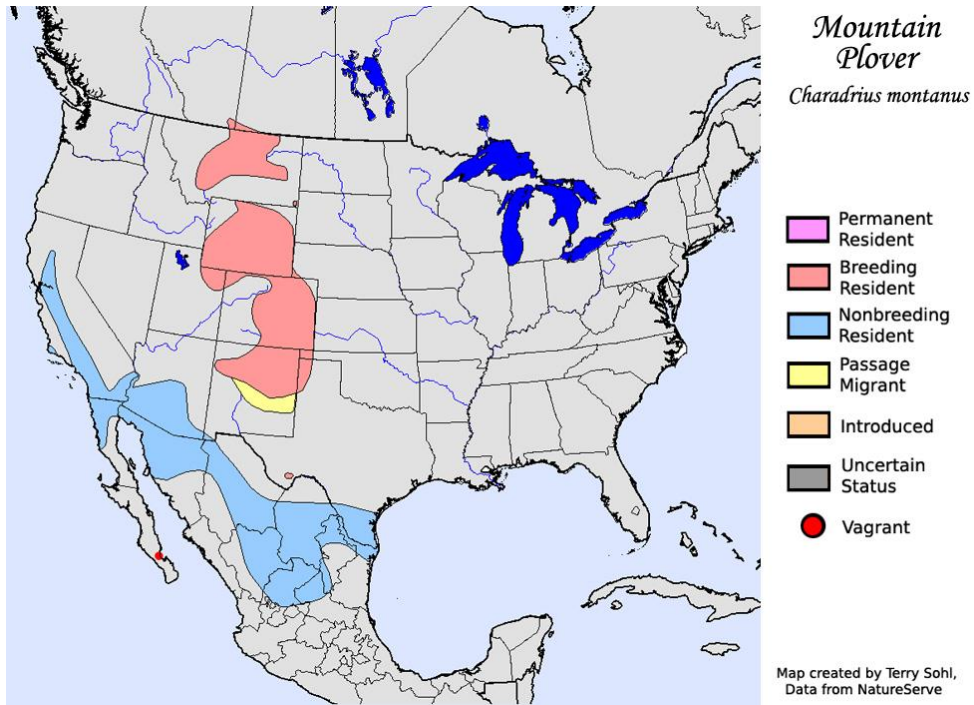 Mountain
Plover
Charadrius montanus
Permanent
Resident
Breeding
Resident
Nonbreeding
Resident
Passage
Migrant
Introduced
Uncertain
Status
Vagrant
Map created by Terry Sohl,
Data from NatureServe